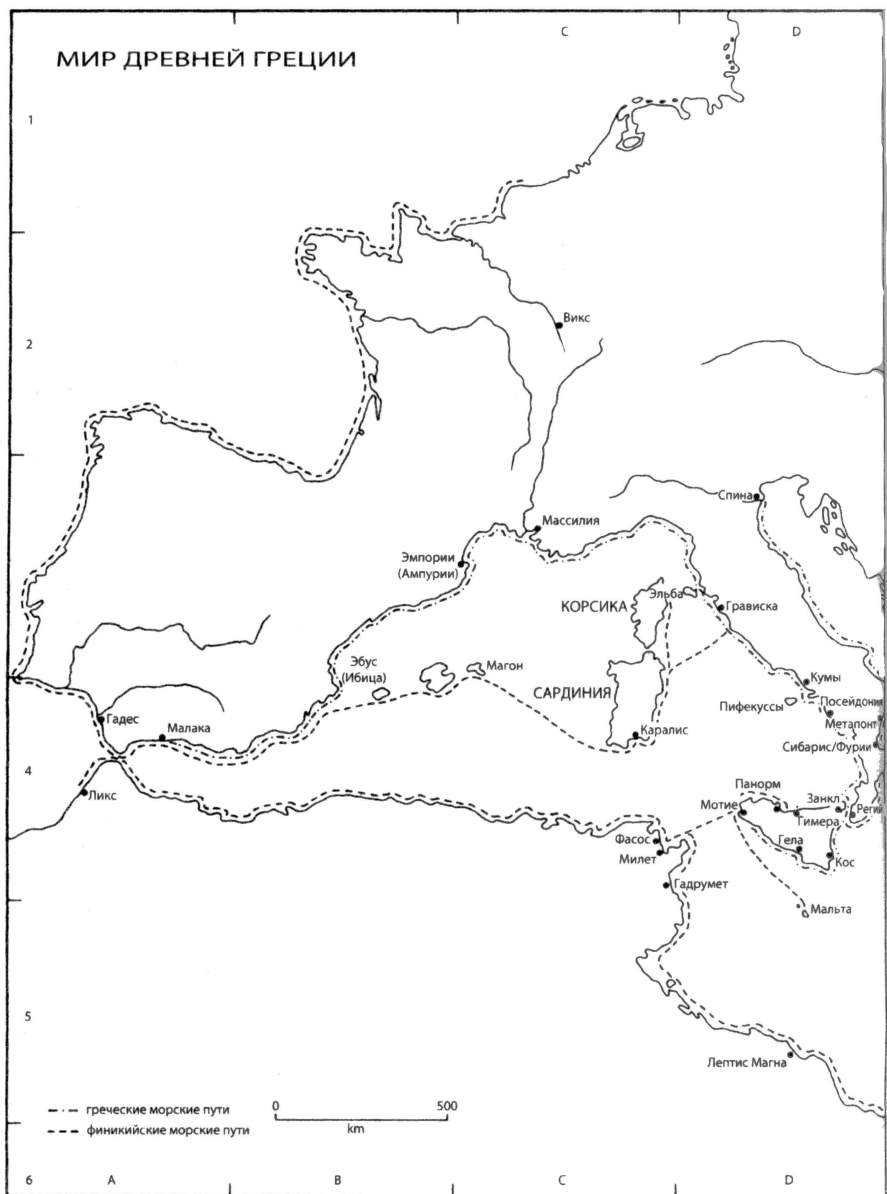 C
D
МИР ДРЕВНЕЙ ГРЕЦИИ
1
Викс
2
Спина
Массилия
Эмпории
(Ампурии)
Эльба
КОРСИКА
Грависка
Эбус
(Ибица)
Магон
Кумы
САРДИНИЯ
Пифекуссы
Посейдония
Метапонт
Гадес
Малака
Каралис
Сибарис/Фурии
4
Ликс
Панорм
Мотие
Занкл
Регий
Гимера
Фасос
Гела
Милет
Кос
Гадрумет
Мальта
5
Лептис Магна
греческие морские пути
финикийские морские пути
0
500
km
6
A
B
C
D